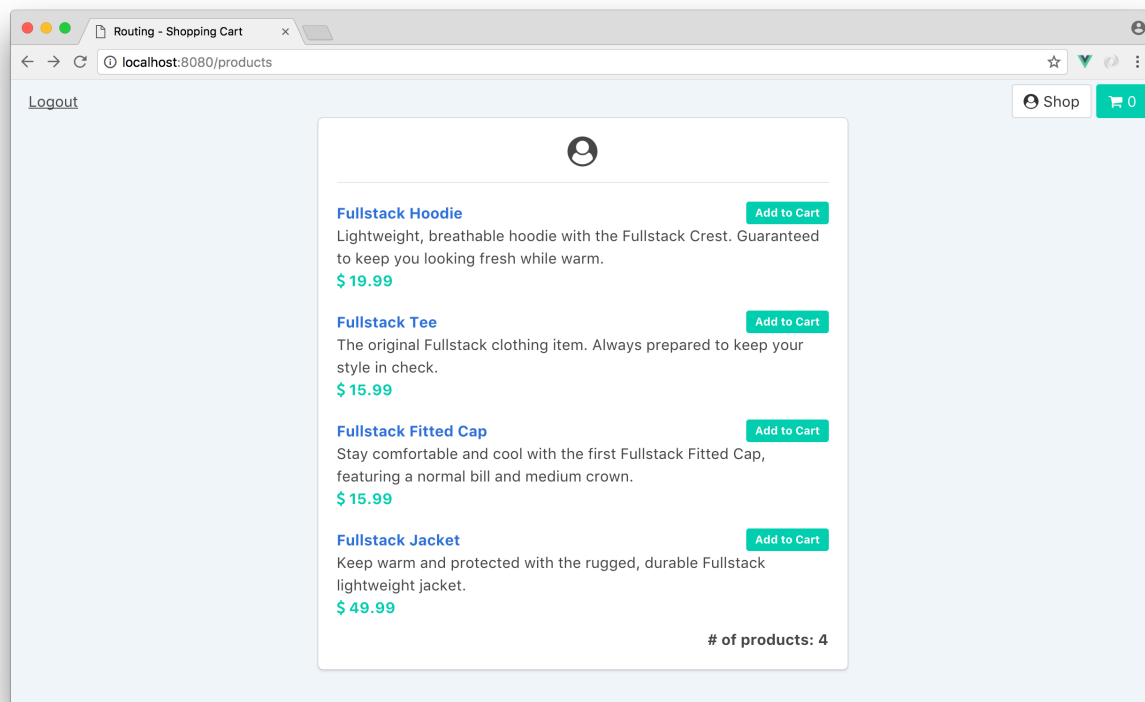 Routing - Shopping Cart
localhost:8080/products
Logout
Shop
0
Fullstack Hoodie
Add to Cart
Lightweight, breathable hoodie with the Fullstack Crest. Guaranteed
to keep you looking fresh while warm.
$ 19.99
Fullstack Tee
Add to Cart
The original Fullstack clothing item. Always prepared to keep your
style in check.
$ 15.99
Fullstack Fitted Cap
Add to Cart
Stay comfortable and cool with the first Fullstack Fitted Cap,
featuring a normal bill and medium crown.
$ 15.99
Fullstack Jacket
Add to Cart
Keep warm and protected with the rugged, durable Fullstack
lightweight jacket.
$ 49.99
# of products: 4